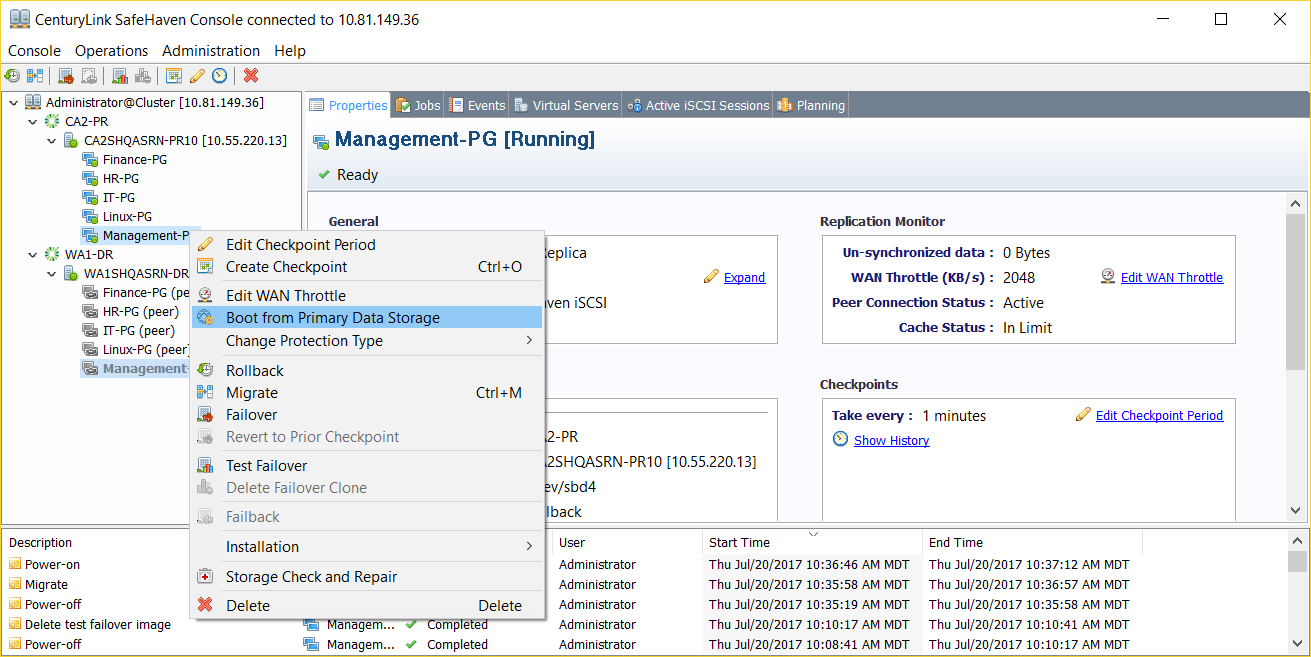 CenturyLink SafeHaven Console connected to 10.81.149.36
Console Operations Administration Help
Administrator@Cluster [10.81.149.36]
CA2-PR
CA2SHQASRN-PR10 [10.55.220.13]
Finance-PG
HR-PG
IT-PG
Linux-PG
Management-P
WA1-DR
WA1SHQASRN-DR
Finance-PG (pe
HR-PG (peer)
IT-PG (peer)
Linux-PG (peer)
Management-
Edit Checkpoint Period
Create Checkpoint Ctrl+O
Edit WAN Throttle
Boot from Primary Data Storage
Change Protection Type
Rollback
Migrate Ctrl+M
Failover
Revert to Prior Checkpoint
Test Failover
Delete Failover Clone
Failback
Installation
Storage Check and Repair
Delete Delete
Properties Jobs Events Virtual Servers Active iSCSI Sessions Planning
Management-PG [Running]
Ready
General
eplica
Expand
ven iSCSI
A2-PR
A2SHQASRN-PR10 [10.55.220.13]
ev/sbd4
lback
Replication Monitor
Un-synchronized data : 0 Bytes
WAN Throttle (KB/s) : 2048 Edit WAN Throttle
Peer Connection Status : Active
Cache Status : In Limit
Checkpoints
Take every : 1 minutes Edit Checkpoint Period
Show History
Description User Start Time End Time
Power-on Administrator Thu Jul/20/2017 10:36:46 AM MDT Thu Jul/20/2017 10:37:12 AM MDT
Migrate Administrator Thu Jul/20/2017 10:35:58 AM MDT Thu Jul/20/2017 10:36:57 AM MDT
Power-off Administrator Thu Jul/20/2017 10:35:19 AM MDT Thu Jul/20/2017 10:35:58 AM MDT
Delete test failover image Managem... Completed Administrator Thu Jul/20/2017 10:10:17 AM MDT Thu Jul/20/2017 10:10:41 AM MDT
Power-off Managem... Completed Administrator Thu Jul/20/2017 10:08:41 AM MDT Thu Jul/20/2017 10:09:13 AM MDT